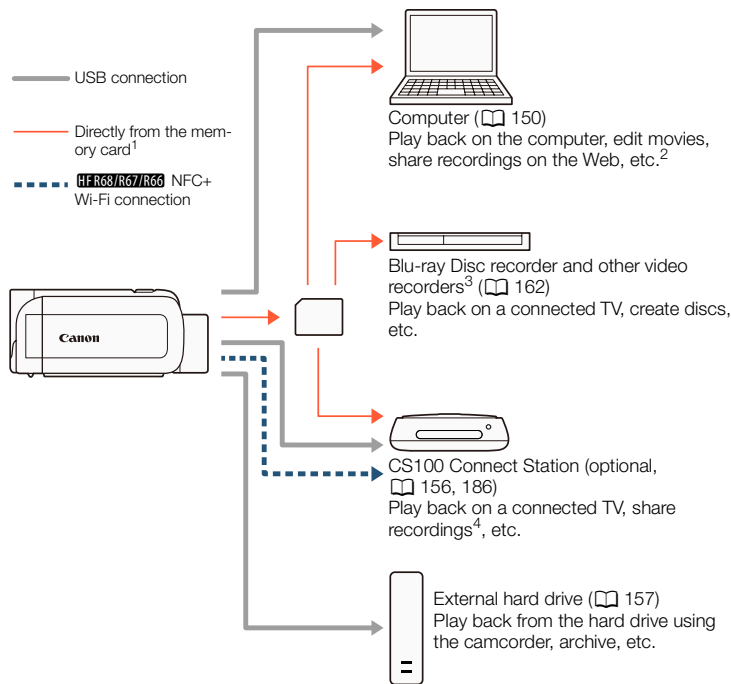 USB connection
Directly from the mem-
ory card1
HF R68/R67/R66 NFC+
Wi-Fi connection
Canon
Computer ( 150)
Play back on the computer, edit movies,
share recordings on the Web, etc.2
Blu-ray Disc recorder and other video
recorders3 ( 162)
Play back on a connected TV, create discs,
etc.
CS100 Connect Station (optional,
156, 186)
Play back on a connected TV, share
recordings4, etc.
External hard drive ( 157)
Play back from the hard drive using
the camcorder, archive, etc.